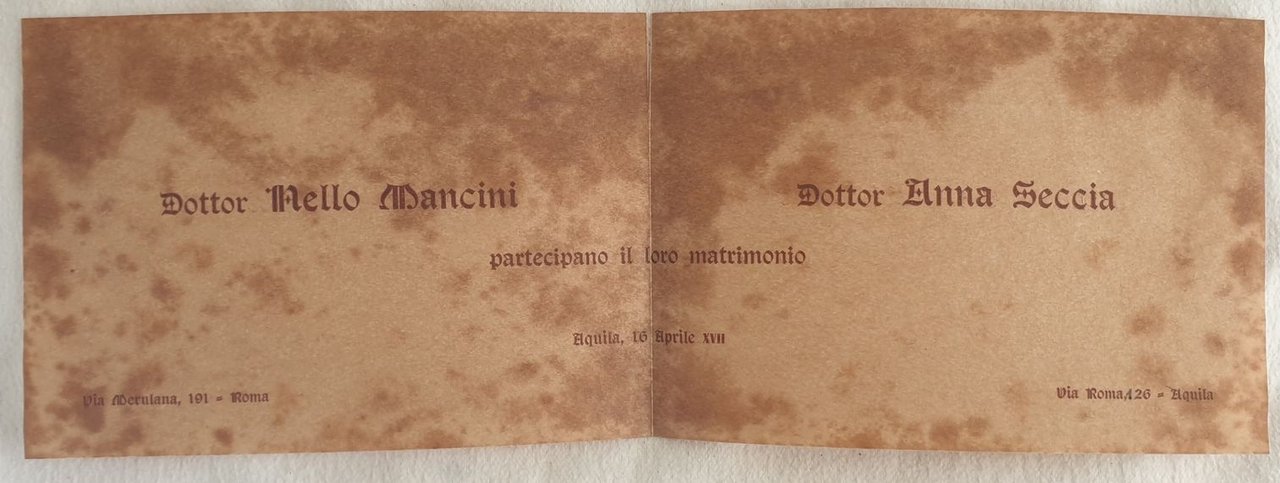 Dottor Nello Mancini
Dottor Anna Seccia
partecipano il loro matrimonio
Aquila, 16 Aprile XVII
Via Merulana, 191 = Roma
Via Roma, 126 = Aquila